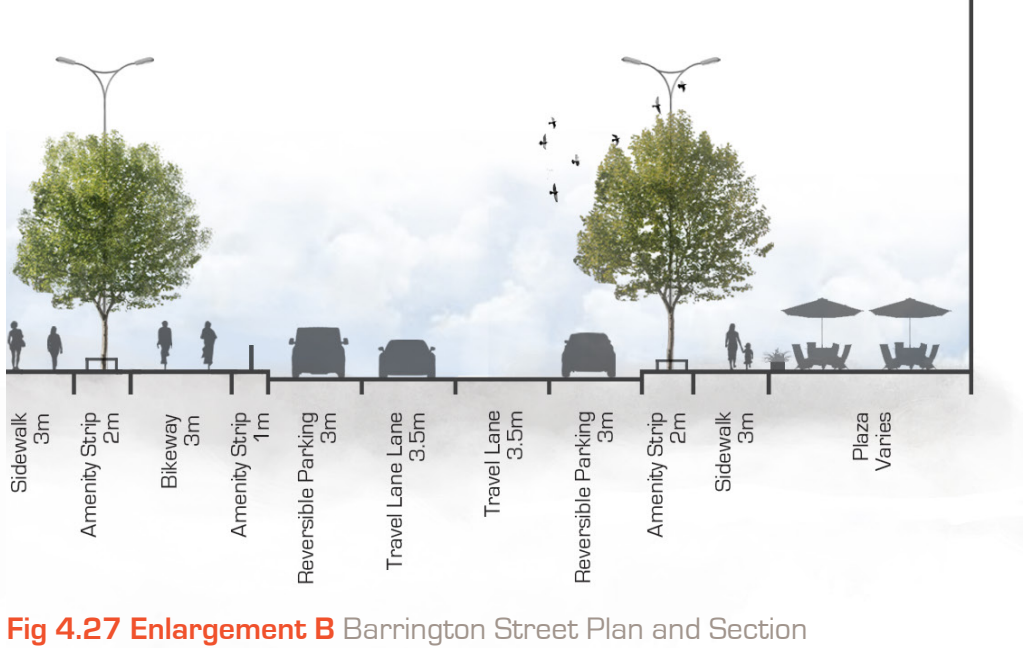 Sidewalk
3m
Amenity Strip
2m
Bikeway
3m
Amenity Strip
1m
Reversible Parking
3m
Travel Lane Lane
3.5m
Travel Lane
3.5m
Reversible Parking
3m
Amenity Strip
2m
Sidewalk
3m
Plaza
Varies
Fig 4.27 Enlargement B Barrington Street Plan and Section